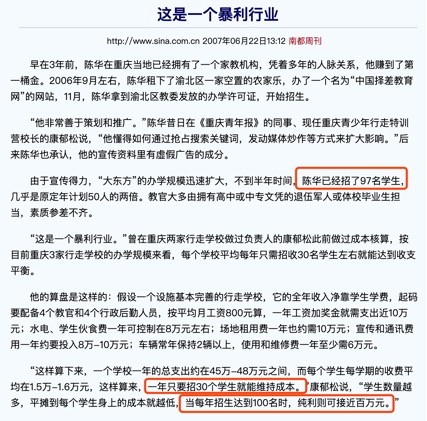 这是一个暴利行业
http://www.sina.com.cn 2007年06月22日13:12 南都周刊
早在3年前，陈华在重庆当地已经拥有了一个家教机构，凭着多年的人脉关系，他赚到了第
一桶金。2006年9月左右，陈华租下了渝北区一家空置的农家乐，办了一个名为“中国择差教育
网”的网站，11月，陈华拿到渝北区教委发放的办学许可证，开始招生。
“他非常善于策划和推广。”陈华昔日在《重庆青年报》的同事、现任重庆青少年行走特训
营校长的康郁松说，“他懂得如何通过抢占搜索关键词，发动媒体炒作等方式来扩大影响。”后
来陈华也承认，他的宣传资料里有虚假广告的成分。
由于宣传得力，“大东方”的办学规模迅速扩大，不到半年时间，陈华已经招了97名学生，
几乎是原定年计划50人的两倍。教官大多由拥有高中或中专文凭的退伍军人或体校毕业生担
当，素质参差不齐。
“这是一个暴利行业。”曾在重庆两家行走学校做过负责人的康郁松此前做过成本核算，按
目前重庆3家行走学校的办学规模来看，每个学校平均每年只需招收30名学生左右就能达到收支
平衡。
他的算盘是这样的：假设一个设施基本完善的行走学校，它的全年收入净靠学生学费，起码
要配备4个教官和4个行政后勤人员，按平均月工资800元算，一年工资加奖金就需支出近10万
元；水电、学生伙食费一年可控制在8万元左右；场地租用费一年也约需10万元；宣传和通讯费
用一年约要投入8万-10万元；车辆常年保持2辆以上，使用和维修费一年至少需6万元。
“这样算下来，一个学校一年的总支出约在45万-48万元之间，而每个学生每学期的收费平
均在1.5万-1.6万元，这样算来，一年只要招30个学生就能维持成本。”康郁松说，“学生数量越
多，平摊到每个学生身上的成本就越低，当每年招生达到100名时，纯利则可接近百万元。”